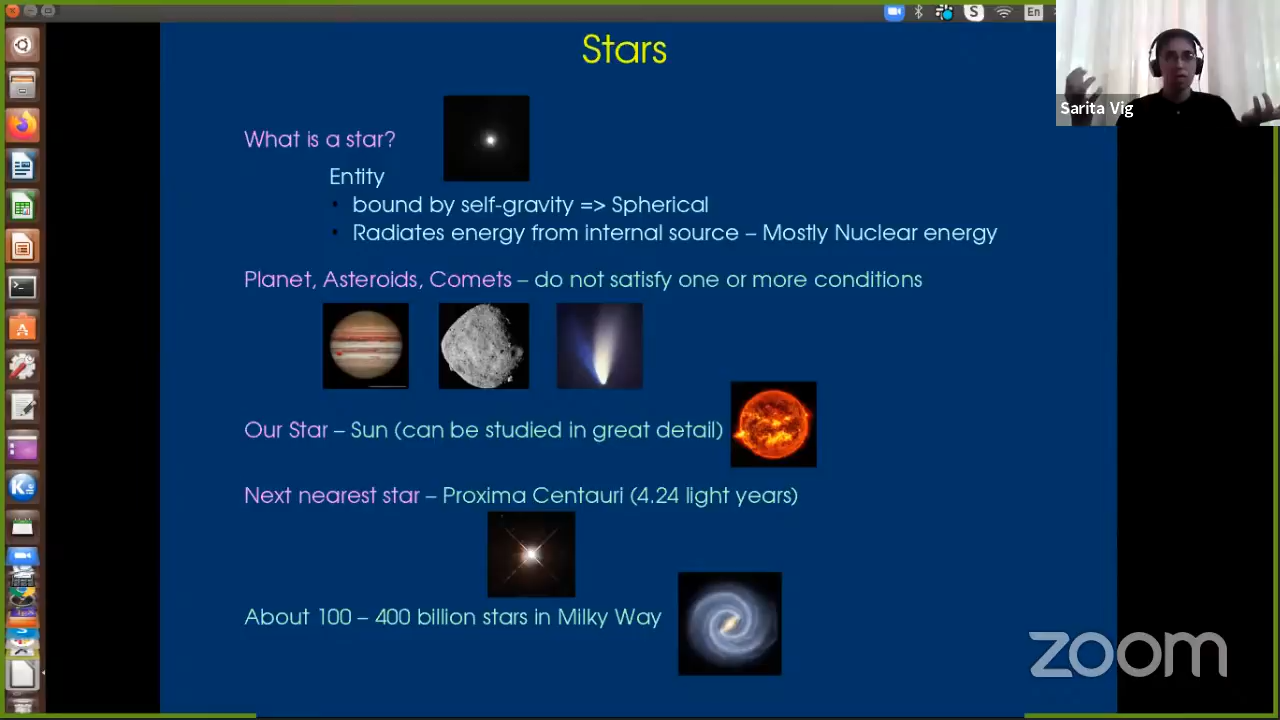 S
En
Stars
Sarita Vig
What is a star?
Entity
bound by self-gravity => Spherical
Radiates energy from internal source – Mostly Nuclear energy
Planet, Asteroids, Comets – do not satisfy one or more conditions
Our Star – Sun (can be studied in great detail)
Next nearest star – Proxima Centauri (4.24 light years)
About 100 – 400 billion stars in Milky Way
zoom